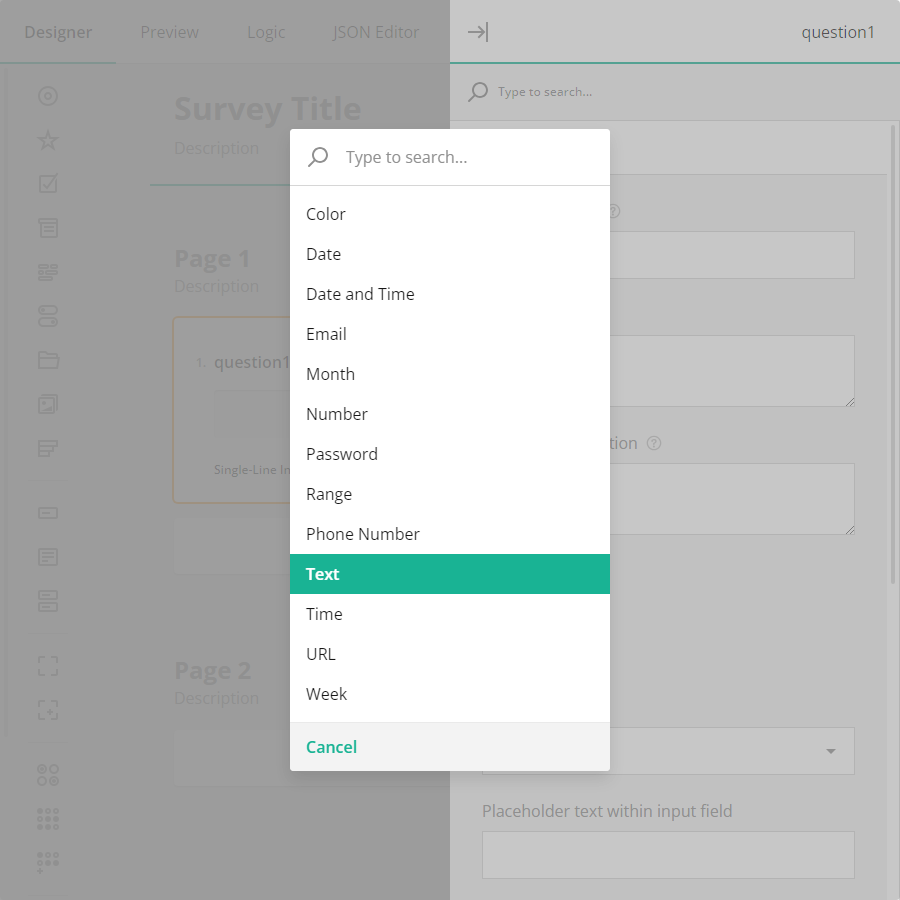 Designer Preview Logic JSON Editor
question1
Type to search...
Survey Title
Description
Type to search...
Color
Date
Date and Time
Page 1
Description
Email
1. question1
Month
Number
tion
Password
Single-Line In
Range
Phone Number
Text
Time
URL
Page 2
Description
Week
Cancel
Placeholder text within input field